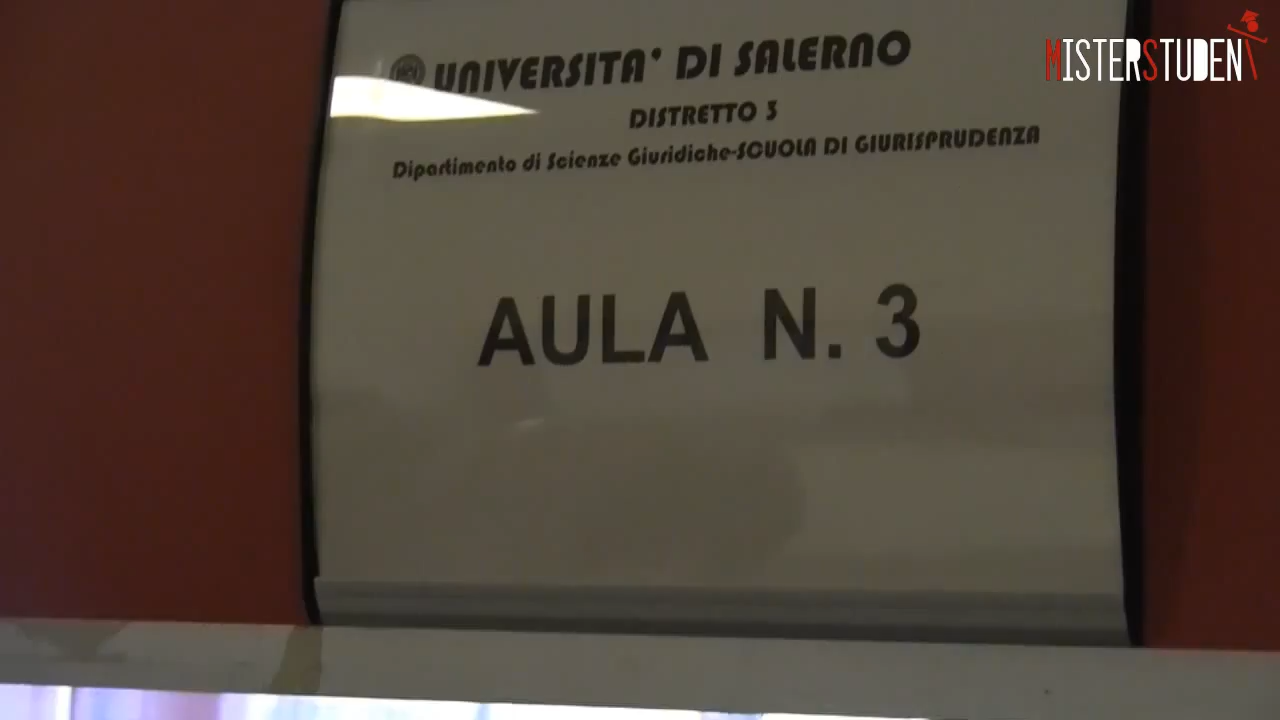 MISTERSTUDENT
UNIVERSITA' DI SALERNO
DISTRETTO 3
Dipartimento di Scienze Giuridiche-SCUOLA DI GIURISPRUDENZA
AULA N. 3